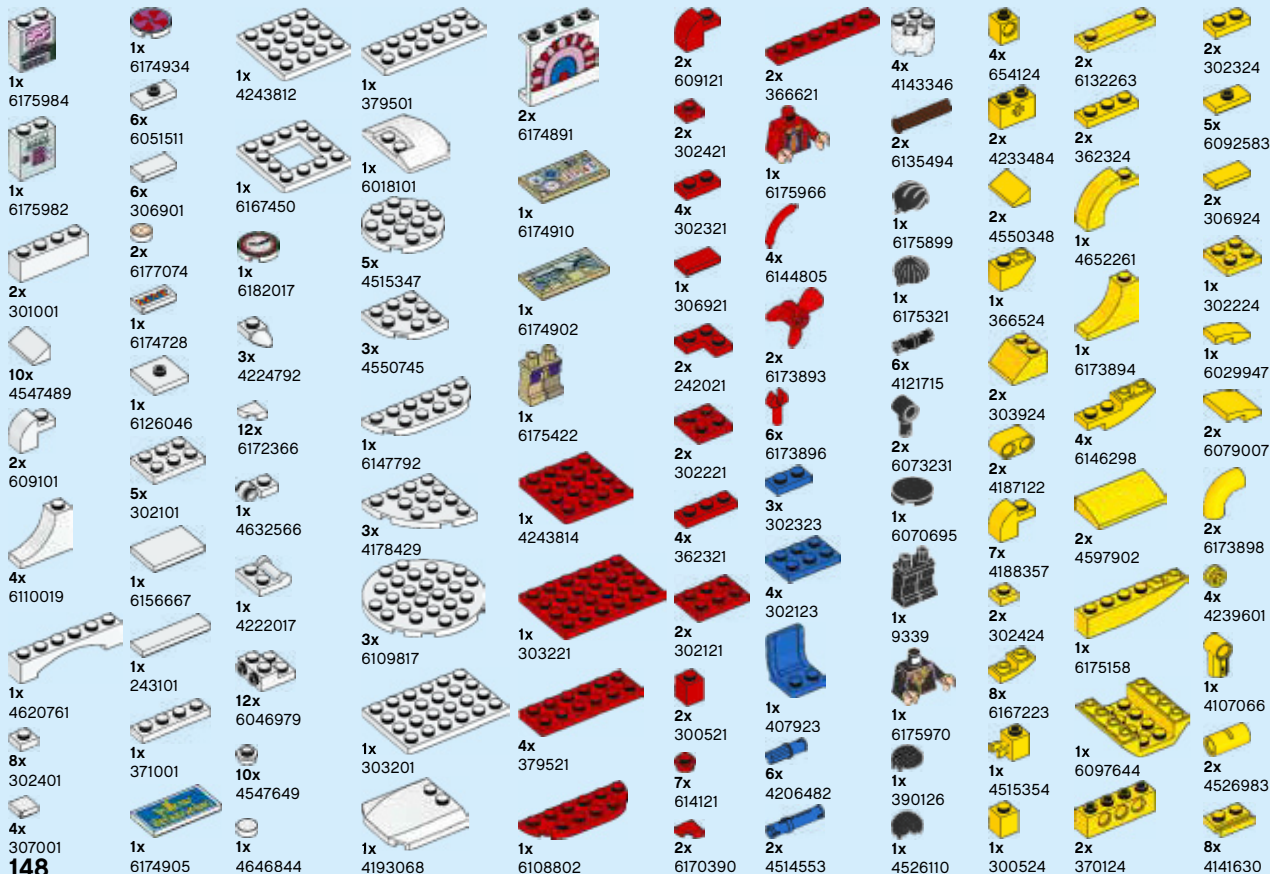 1x
6175984
1x
6175982
2x
301001
10x
4547489
2x
609101
4x
6110019
1x
4620761
8x
302401
4x
307001
148
1x
6174934
6x
6051511
6x
306901
2x
6177074
1x
6174728
1x
6126046
5x
302101
1x
6156667
1x
243101
1x
371001
1x
6174905
1x
4243812
1x
6167450
1x
6182017
3x
4224792
12x
6172366
1x
4632566
1x
4222017
12x
6046979
10x
4547649
1x
4646844
1x
379501
1x
6018101
5x
4515347
3x
4550745
1x
6147792
3x
4178429
3x
6109817
1x
303201
1x
4193068
2x
6174891
1x
6174910
1x
6174902
1x
6175422
1x
4243814
1x
303221
4x
379521
1x
6108802
2x
609121
2x
302421
4x
302321
1x
306921
2x
242021
2x
302221
4x
362321
2x
302121
2x
300521
7x
614121
2x
6170390
2x
366621
1x
6175966
4x
6144805
2x
6173893
6x
6173896
3x
302323
4x
302123
1x
407923
6x
4206482
2x
4514553
4x
4143346
2x
6135494
1x
6175899
1x
6175321
6x
4121715
2x
6073231
1x
6070695
1x
9339
1x
6175970
1x
390126
1x
4526110
4x
654124
2x
4233484
2x
4550348
1x
366524
2x
303924
2x
4187122
7x
4188357
2x
302424
8x
6167223
1x
4515354
1x
300524
2x
6132263
2x
362324
1x
4652261
1x
6173894
4x
6146298
2x
4597902
1x
6175158
1x
6097644
2x
370124
2x
302324
5x
6092583
2x
306924
1x
302224
1x
6029947
2x
6079007
2x
6173898
4x
4239601
1x
4107066
2x
4526983
8x
4141630